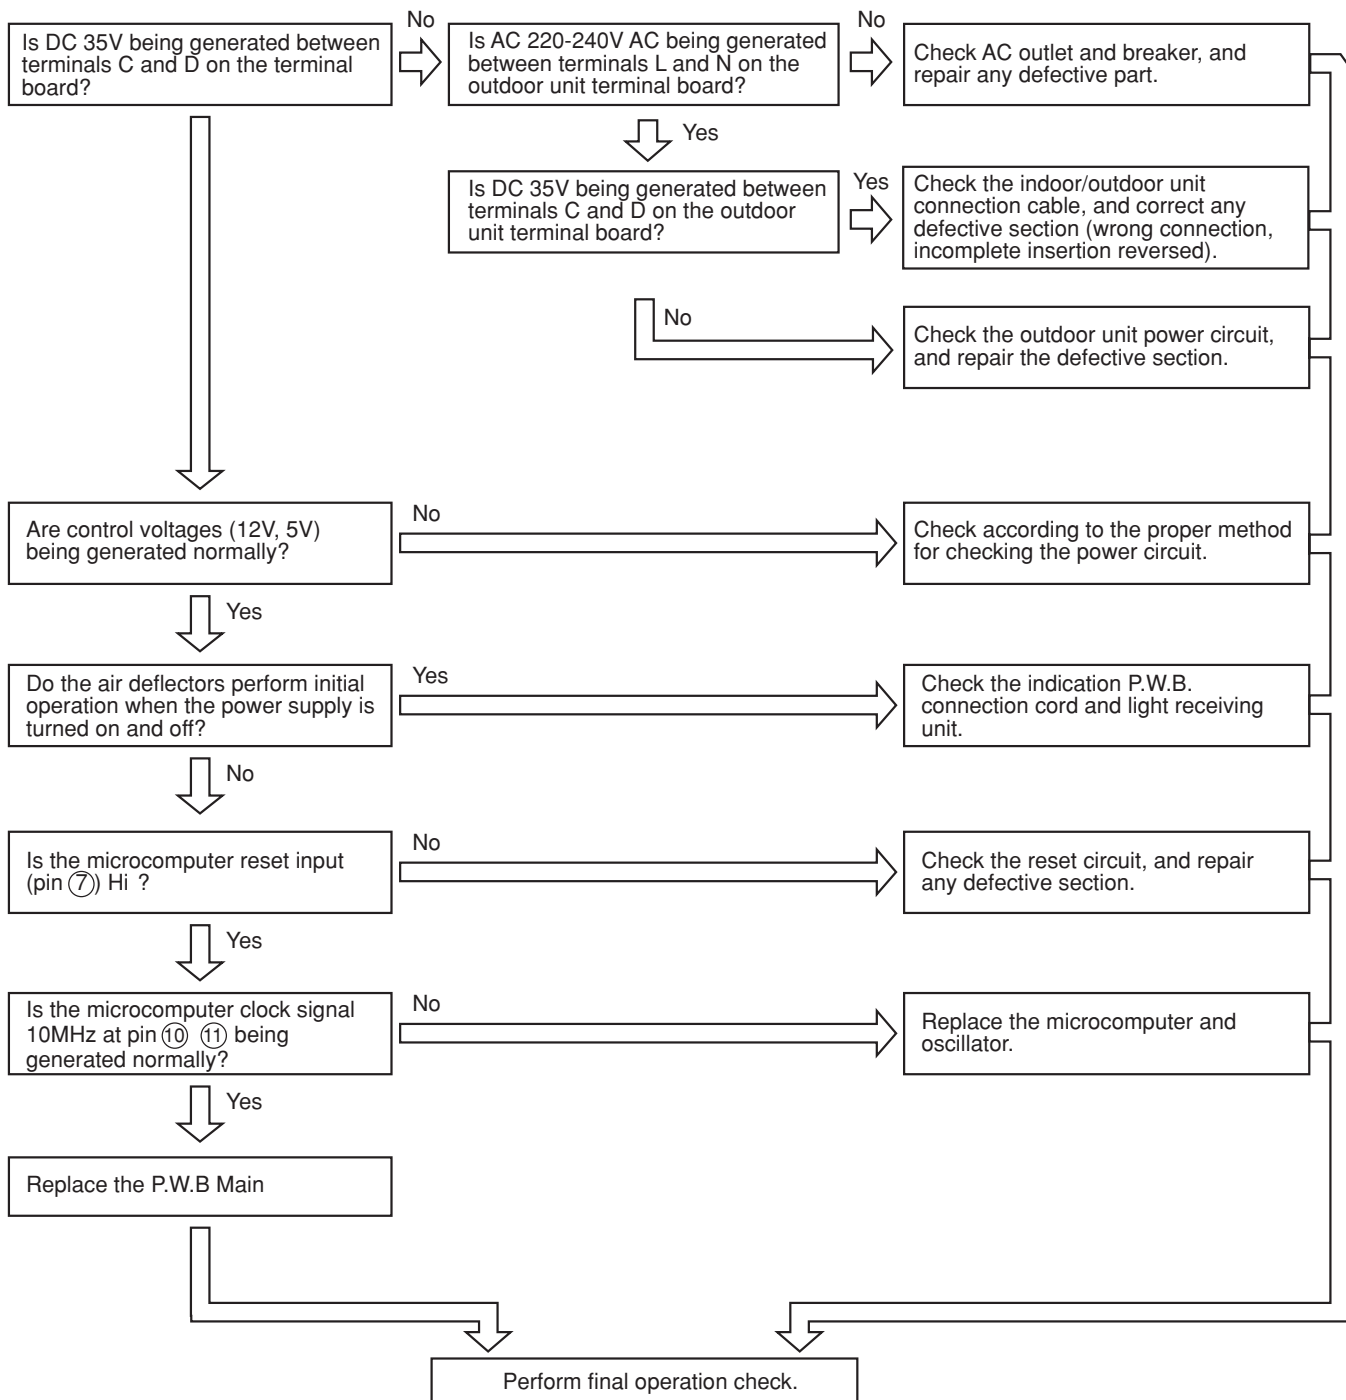 Is DC 35V being generated between
terminals C and D on the terminal
board?
No
Is AC 220-240V AC being generated
between terminals L and N on the
outdoor unit terminal board?
No
Check AC outlet and breaker, and
repair any defective part.
Yes
Is DC 35V being generated between
terminals C and D on the outdoor
unit terminal board?
Yes
Check the indoor/outdoor unit
connection cable, and correct any
defective section (wrong connection,
incomplete insertion reversed).
No
Check the outdoor unit power circuit,
and repair the defective section.
Are control voltages (12V, 5V)
being generated normally?
No
Check according to the proper method
for checking the power circuit.
Yes
Do the air deflectors perform initial
operation when the power supply is
turned on and off?
Yes
Check the indication P.W.B.
connection cord and light receiving
unit.
No
Is the microcomputer reset input
(pin ⑦) Hi ?
No
Check the reset circuit, and repair
any defective section.
Yes
Is the microcomputer clock signal
10MHz at pin ⑩ ⑪ being
generated normally?
No
Replace the microcomputer and
oscillator.
Yes
Replace the P.W.B Main
Perform final operation check.